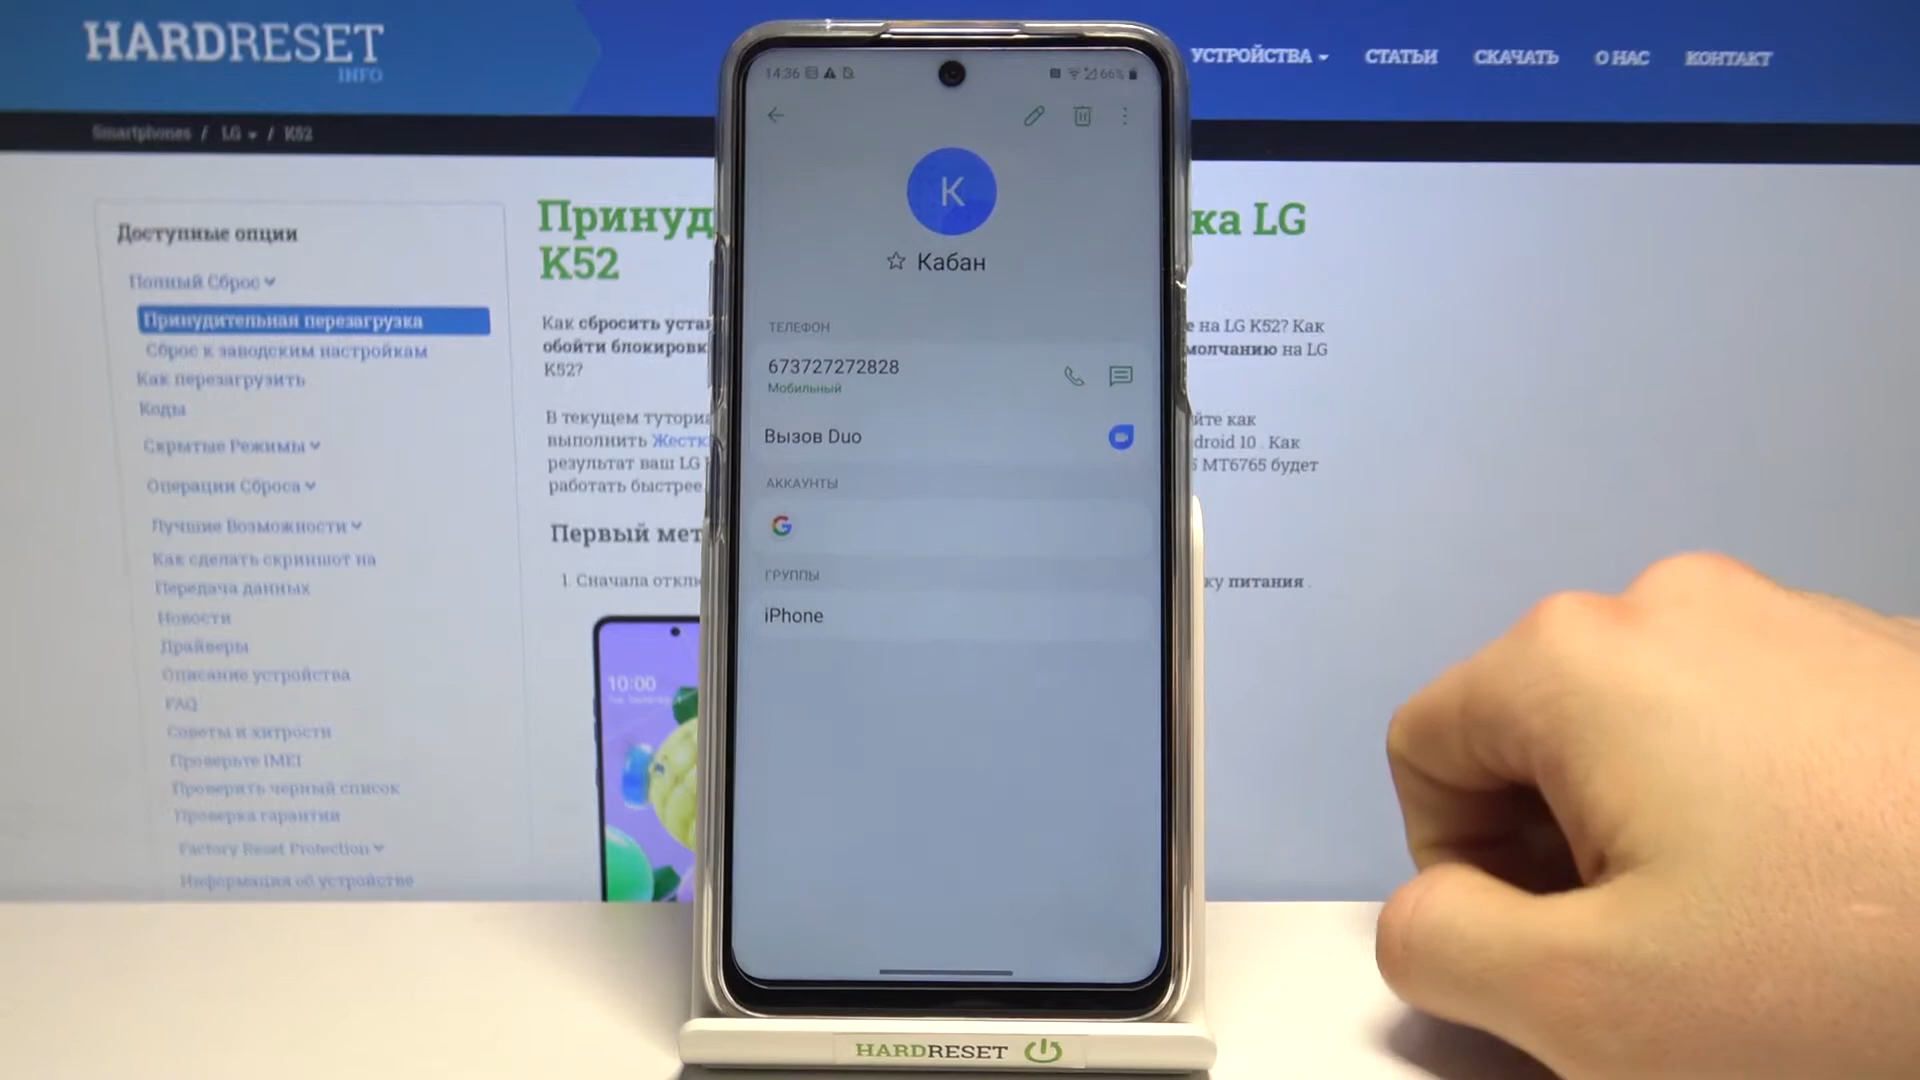 HARDRESET
INFO
УСТРОЙСТВА
СТАТЬИ
СКАЧАТЬ
О НАС
КОНТАКТ
Smartphones / LG / K52
Доступные опции
Полный Сброс
Принудительная перезагрузка
Сброс к заводским настройкам
Как перезагрузить
Коды
Скрытые Режимы
Операции Сброса
Лучшие Возможности
Как сделать скриншот на
Передача данных
Новости
Драйверы
Описание устройства
FAQ
Советы и хитрости
Проверьте IMEI
Проверить черный список
Проверка гарантии
Factory Reset Protection
Информация об устройстве
Принуд
ка LG
K52
Как сбросить уста
е на LG K52? Как
обойти блокировк
молчанию на LG
K52?
В текущем тутори
йте как
выполнить Жестк
droid 10 . Как
результат ваш LG
MT6765 будет
работать быстрее.
Первый мет
1. Сначала отклю
ку питания .
10:00
14:36
66%
К
Кабан
ТЕЛЕФОН
673727272828
Мобильный
Вызов Duo
АККАУНТЫ
G
ГРУППЫ
iPhone
HARDRESET